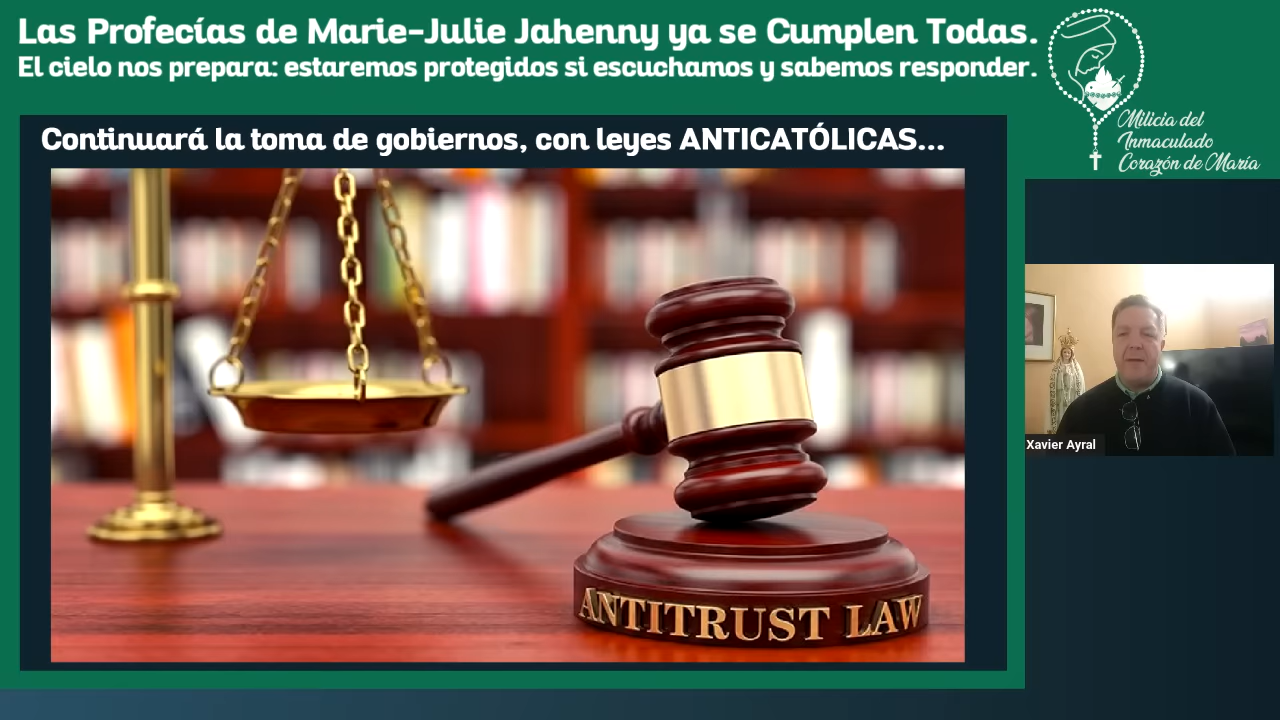 Las Profecías de Marie-Julie Jahenny ya se Cumplen Todas.
El cielo nos prepara: estaremos protegidos si escuchamos y sabemos responder.
Milicia del
Inmaculado
Corazón de María
Continuará la toma de gobiernos, con leyes ANTICATÓLICAS...
Xavier Ayral
ANTITRUST LAW